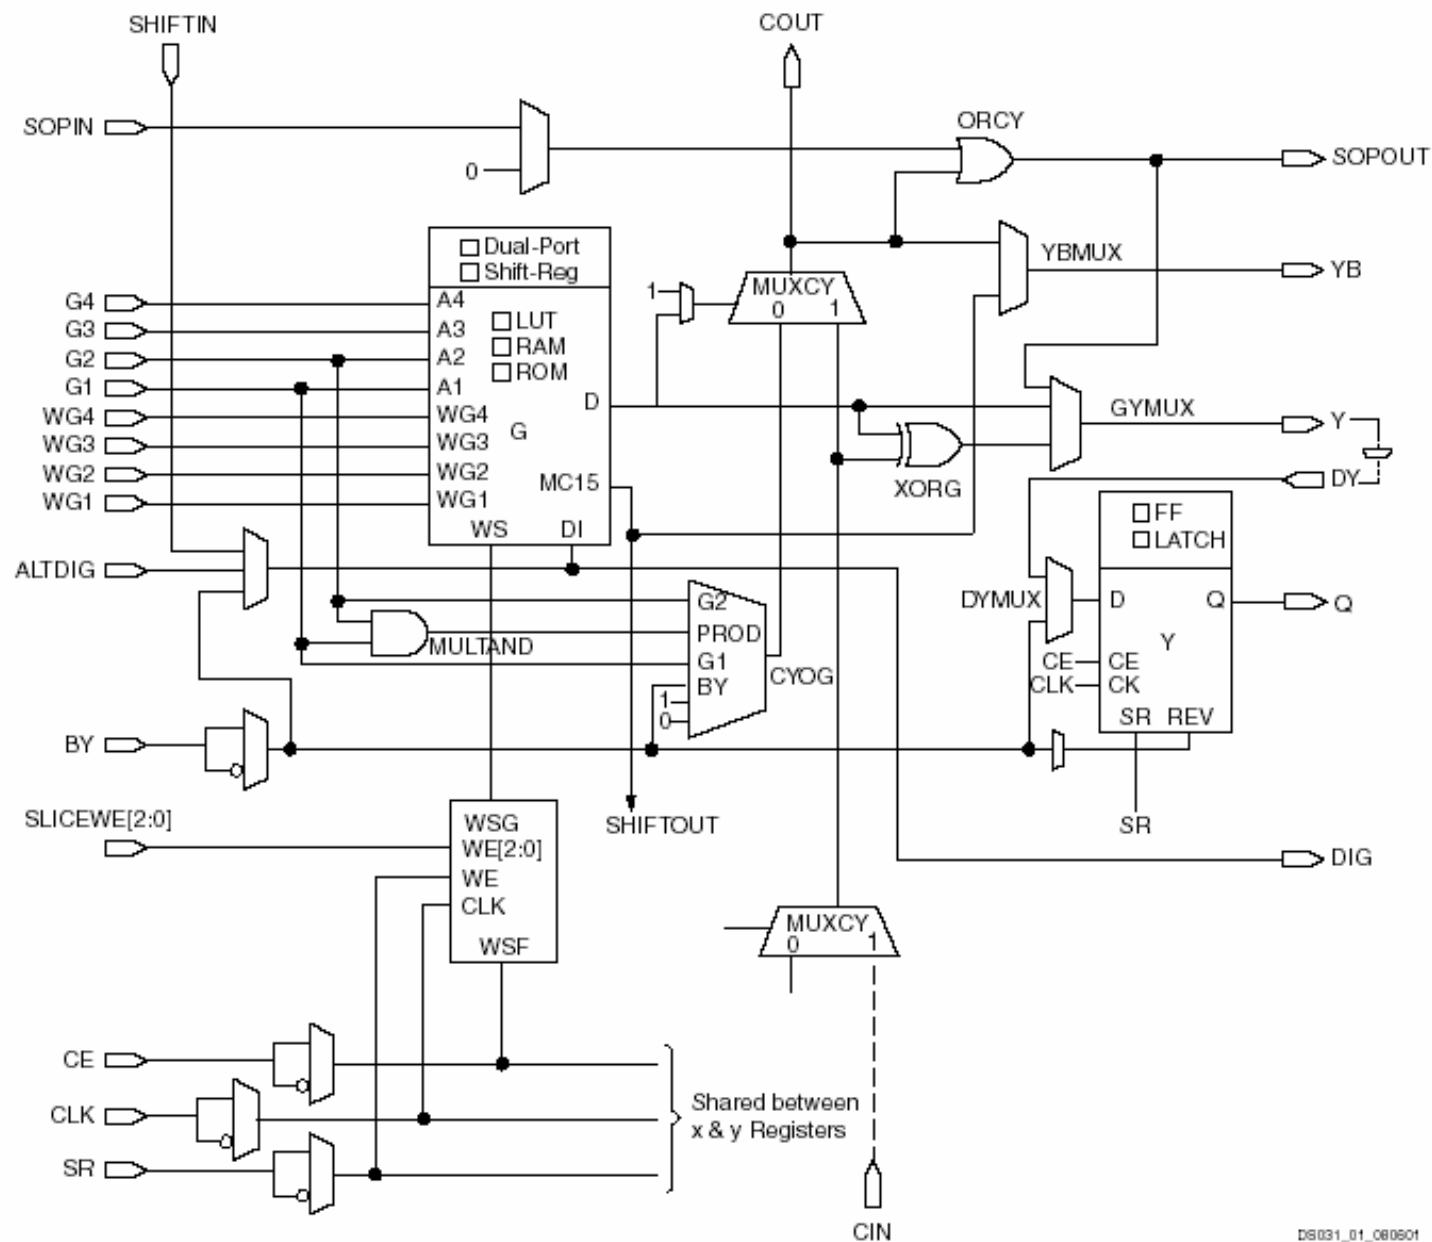 SHIFTIN
COUT
SOPIN
ORCY
0
SOPOUT
Dual-Port
Shift-Reg
YBMUX
YB
1
MUXCY
0 1
G4
A4
G3
A3
LUT
G2
A2
RAM
G1
A1
ROM
WG4
WG4
D
GYMUX
Y
WG3
WG3
G
WG2
WG2
MC15
XORG
DY
WG1
WG1
WS
DI
FF
LATCH
ALTDIG
DYMUX
D
Q
Q
G2
PROD
MULTAND
Y
G1
CYOG
CE
CE
BY
CLK
CK
1
0
SR REV
BY
SLICEWE[2:0]
WSG
SHIFTOUT
SR
WE[2:0]
WE
DIG
CLK
MUXCY
0 1
WSF
CE
CLK
Shared between
x & y Registers
SR
CIN
DS031_01_080601